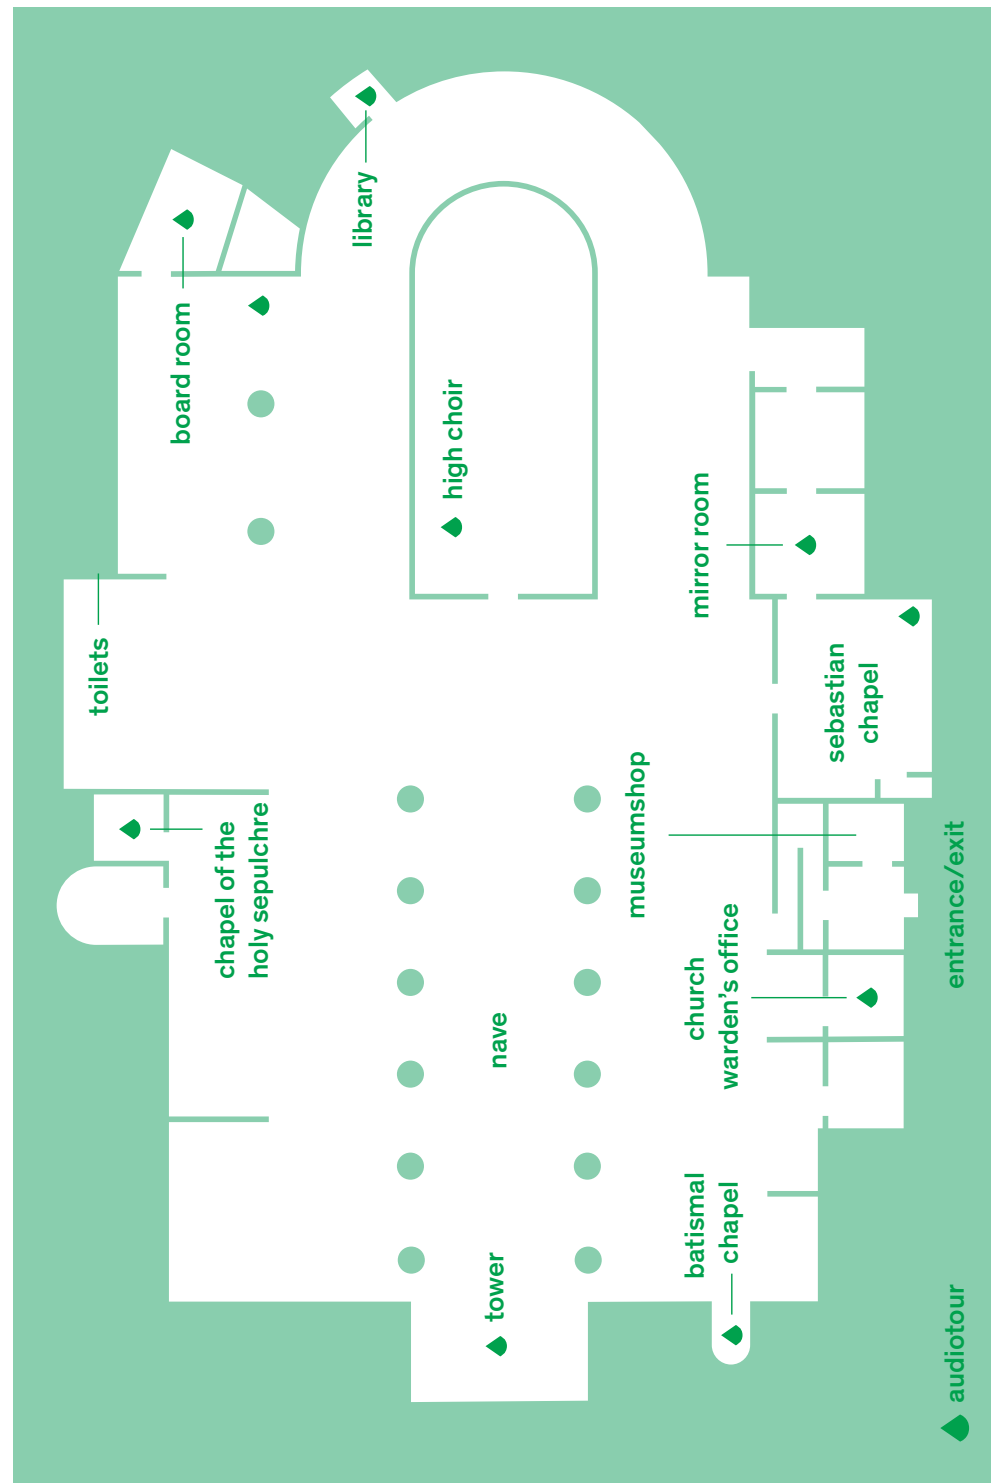 library
board room
high choir
mirror room
toilets
sebastian
chapel
museumshop
chapel of the
holy sepulchre
entrance/exit
church
warden's office
nave
batismal
chapel
tower
audiotour